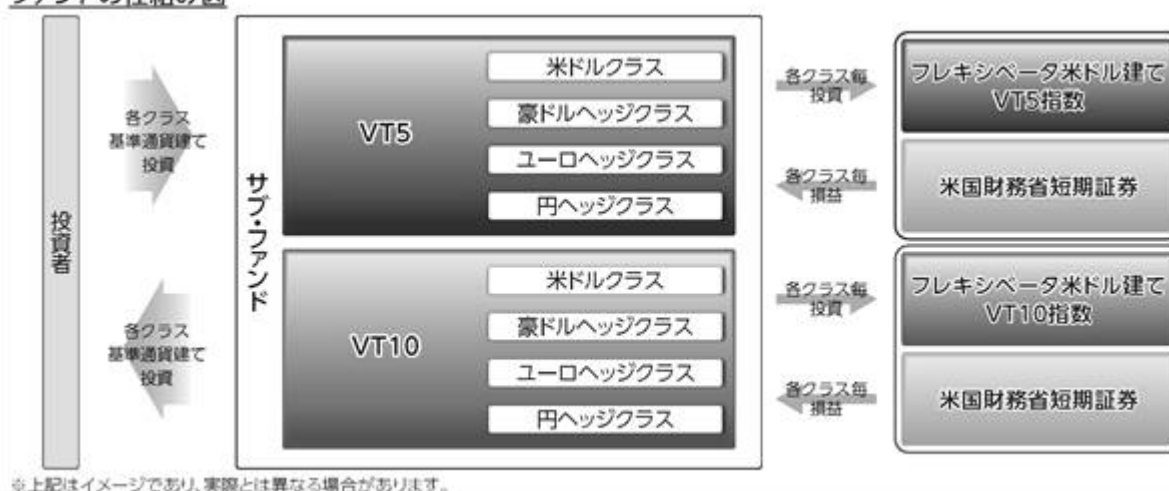 ファンドの仕組み図
投資者
各クラス
基準通貨建て
投資
各クラス
基準通貨建て
投資
サブ・ファンド
VT5
米ドルクラス
豪ドルヘッジクラス
ユーロヘッジクラス
円ヘッジクラス
VT10
米ドルクラス
豪ドルヘッジクラス
ユーロヘッジクラス
円ヘッジクラス
各クラス毎
投資
各クラス毎
損益
各クラス毎
投資
各クラス毎
損益
フレキシベータ米ドル建て
VT5指数
米国財務省短期証券
フレキシベータ米ドル建て
VT10指数
米国財務省短期証券
※上記はイメージであり、実際とは異なる場合があります。